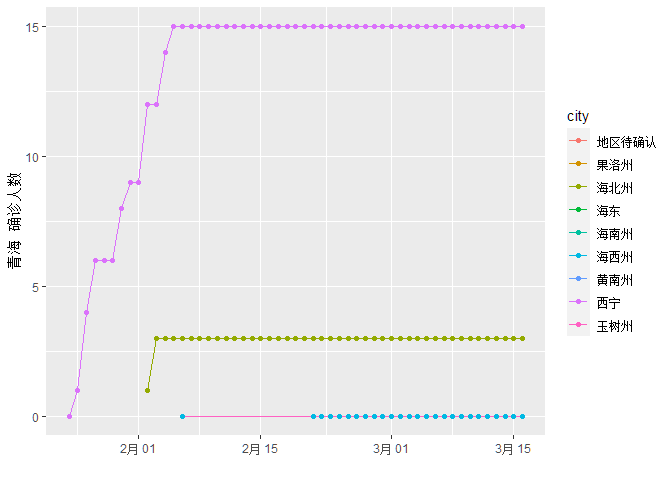 15
10
5
0
青海 确诊人数
2月 01
2月 15
3月 01
3月 15
city
地区待确认
果洛州
海北州
海东
海南州
海西州
黄南州
西宁
玉树州